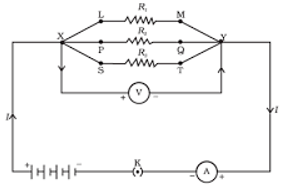 L R₁ M
X P R₂ Q Y
S R₃ T
+ V −
I I
+ − K − A +